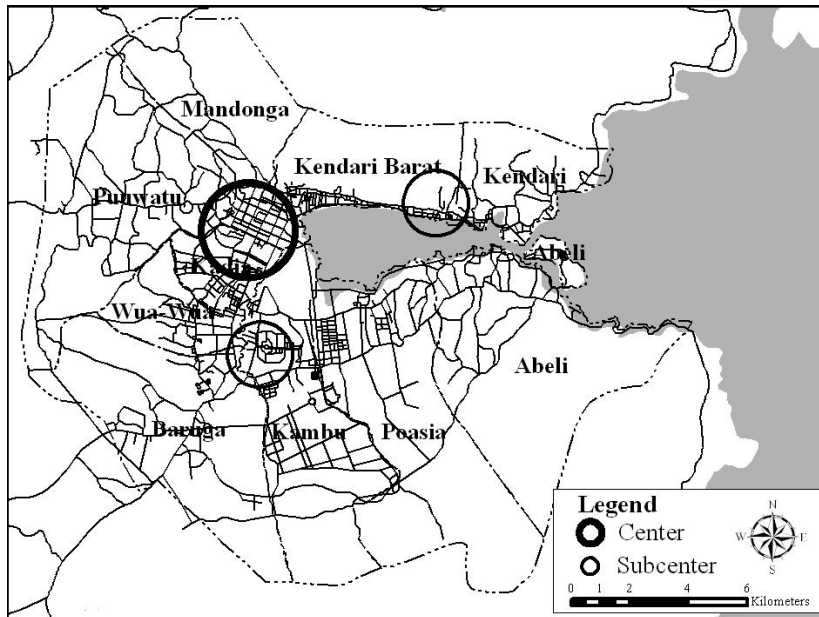 Mandonga
Kendari Barat
Kendari
Puuwatu
Abeli
Kadia
Wua-Wua
Abeli
Baruga
Kambu
Poasia
Legend
Center
Subcenter
N
W
E
S
0 1 2 4 6
Kilometers